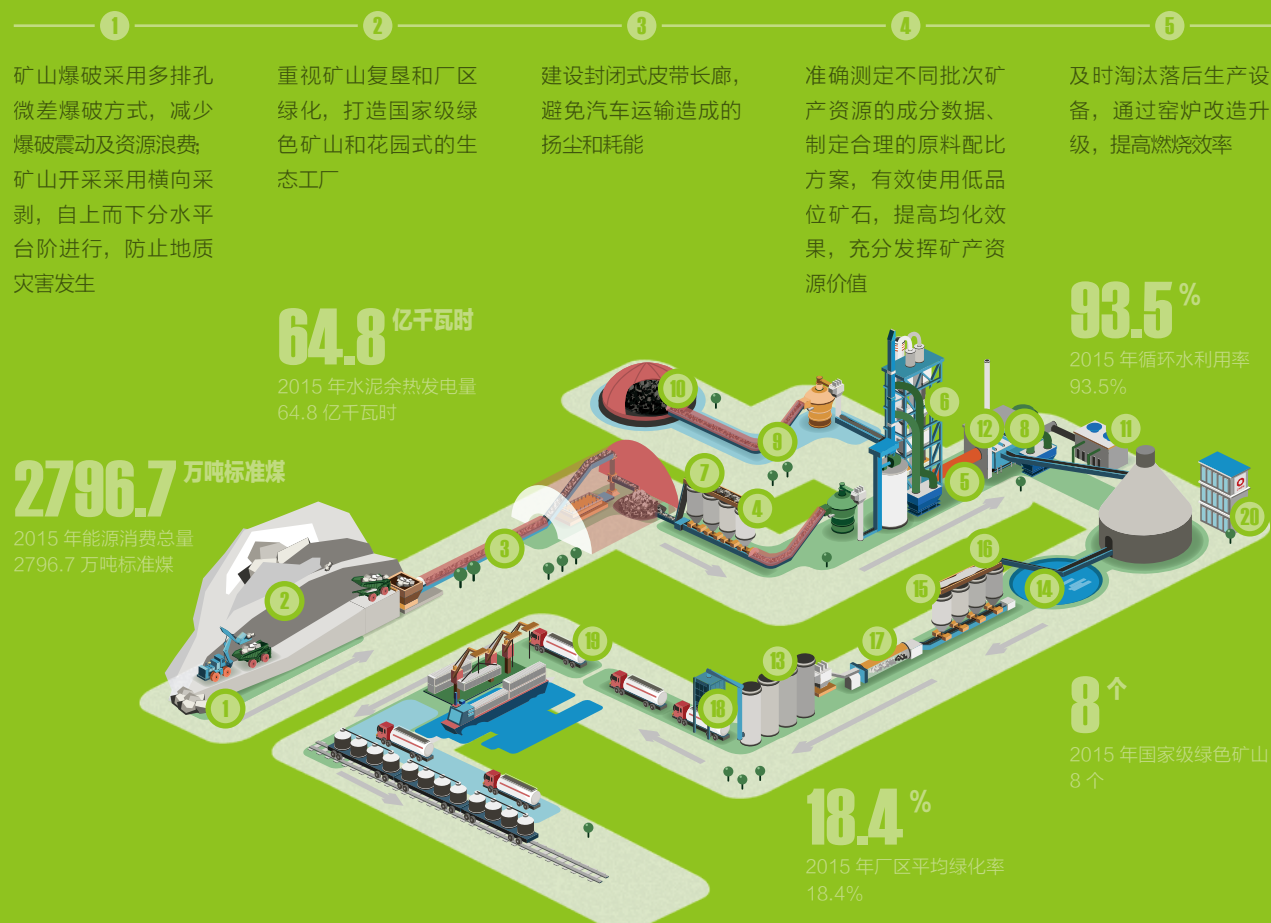 1
2
3
4
5
矿山爆破采用多排孔
微差爆破方式，减少
爆破震动及资源浪费；
矿山开采采用横向采
剥，自上而下分水平
台阶进行，防止地质
灾害发生
重视矿山复垦和厂区
绿化，打造国家级绿
色矿山和花园式的生
态工厂
建设封闭式皮带长廊，
避免汽车运输造成的
扬尘和耗能
准确测定不同批次矿
产资源的成分数据、
制定合理的原料配比
方案，有效使用低品
位矿石，提高均化效
果，充分发挥矿产资
源价值
及时淘汰落后生产设
备，通过窑炉改造升
级，提高燃烧效率
64.8 亿千瓦时
2015 年水泥余热发电量
64.8 亿千瓦时
93.5 %
2015 年循环水利用率
93.5%
2796.7 万吨标准煤
2015 年能源消费总量
2796.7 万吨标准煤
8 个
2015 年国家级绿色矿山
8 个
18.4 %
2015 年厂区平均绿化率
18.4%
10
6
9
12
8
11
7
4
5
20
3
16
14
2
15
19
17
13
1
18